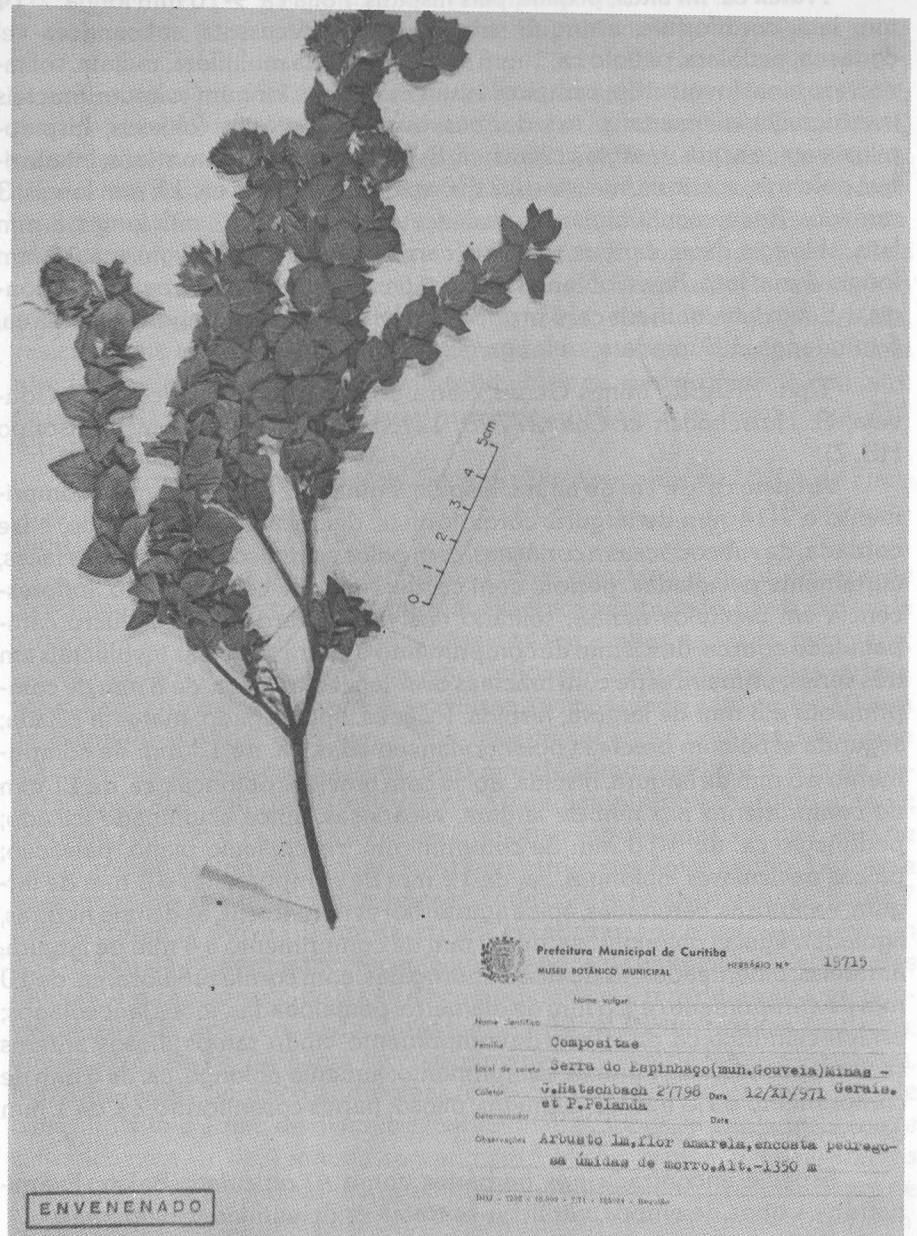 0 1 2 3 4 5cm
Prefeitura Municipal de Curitiba
MUSEU BOTÂNICO MUNICIPAL HERBÁRIO N.º 15715
Nome vulgar
Nome científico
Família Compositae
Local de coleta Serra do Espinhaço(mun.Gouveia)Minas -
Coletor G.Hatschbach 27798 Data 12/XI/971 Gerais.
et P.Pelanda
Determinador Data
Observações Arbusto 1m,flor amarela,encosta pedrego-
sa úmidas de morro.Alt.-1350 m
ENVENENADO